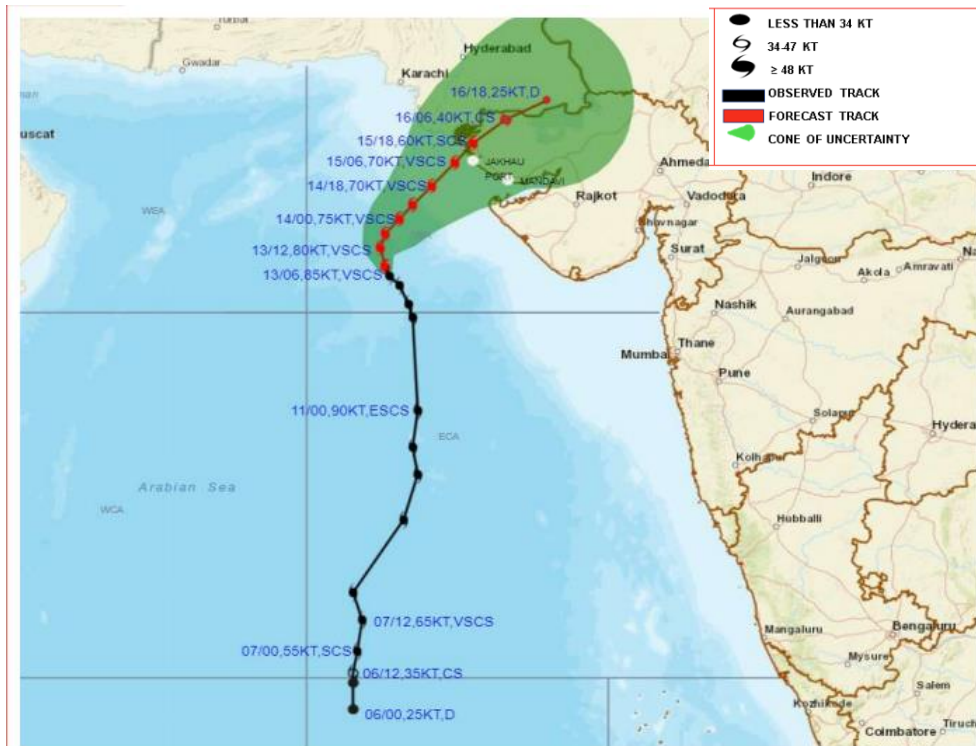 LESS THAN 34 KT
34-47 KT
≥ 48 KT
OBSERVED TRACK
FORECAST TRACK
CONE OF UNCERTAINTY
Turbat
Hyderabad
Gwadar
Karachi
16/18,25KT,D
16/06,40KT,CS
15/18,60KT,SCS
15/06,70KT,VSCS
JAKHAU
PORT
MANDAVI
Ahmeda
Indore
14/18,70KT,VSCS
Rajkot
Vadodara
WEA
14/00,75KT,VSCS
Bhavnagar
13/12,80KT,VSCS
Surat
Jalgaon
Amravati
Na
Akola
13/06,85KT,VSCS
Nashik
Aurangabad
Mumbai
Thane
Pune
11/00,90KT,ESCS
Solapur
ECA
Hydera
Kolhapur
Arabian Sea
WCA
Hubballi
07/12,65KT,VSCS
Mangaluru
Bengaluru
07/00,55KT,SCS
Mysuru
06/12,35KT,CS
Salem
06/00,25KT,D
Kozhikode
Coimbatore
Tiruch
uscat